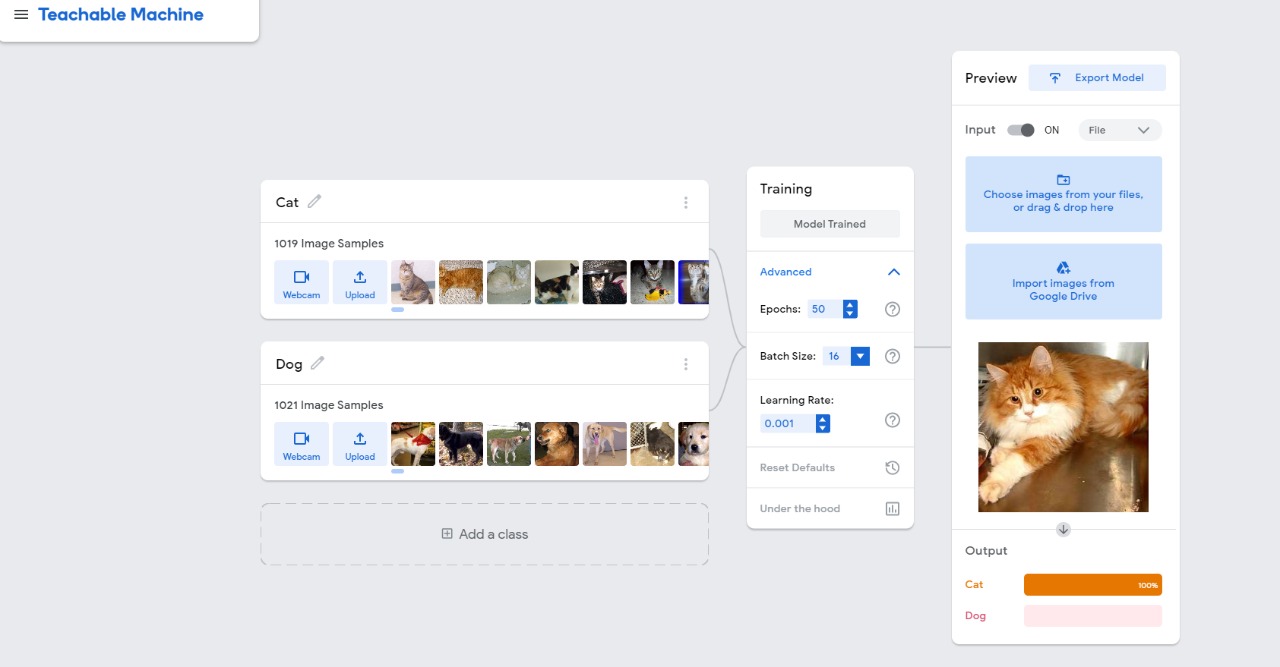 Teachable Machine
Cat
1019 Image Samples
Webcam
Upload
Dog
1021 Image Samples
Webcam
Upload
Add a class
Training
Model Trained
Advanced
Epochs: 50
Batch Size: 16
Learning Rate:
0.001
Reset Defaults
Under the hood
Preview
Export Model
Input ON File
Choose images from your files,
or drag & drop here
Import images from
Google Drive
Output
Cat 100%
Dog